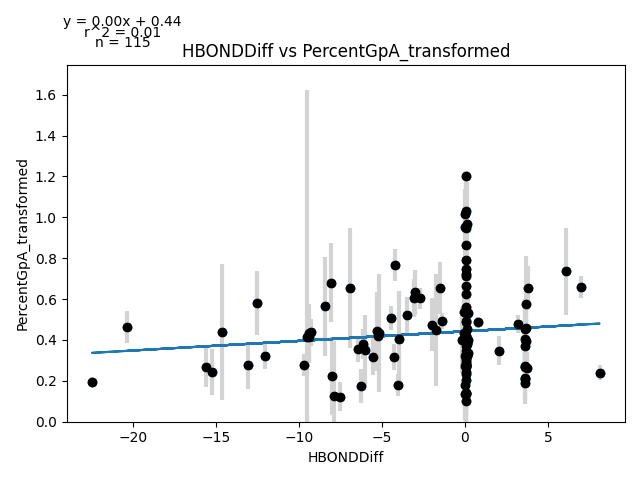 y = 0.00x + 0.44
r^2 = 0.01
n = 115
HBONDDiff vs PercentGpA_transformed
PercentGpA_transformed
1.6
1.4
1.2
1.0
0.8
0.6
0.4
0.2
0.0
−20
−15
−10
−5
0
5
HBONDDiff